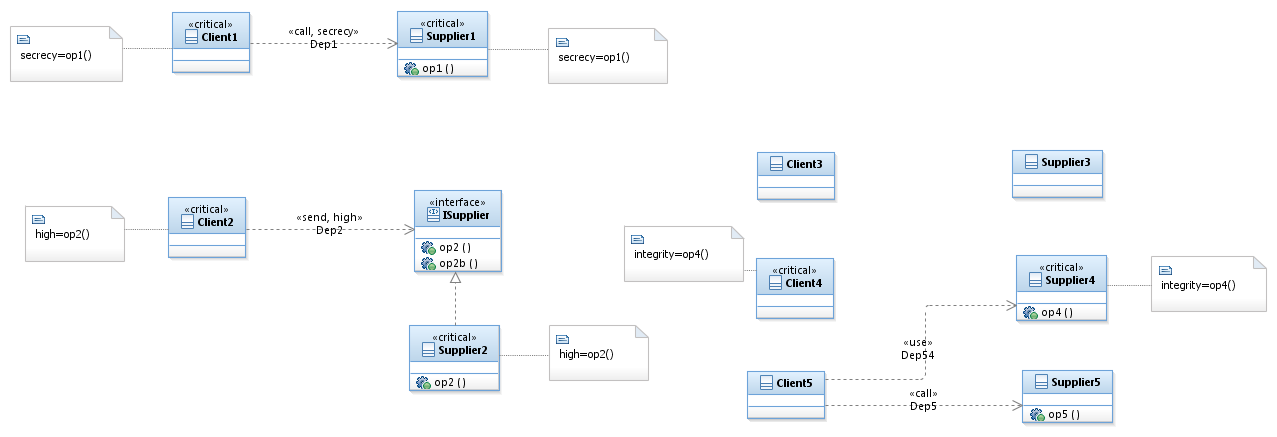 secrecy=op1()
«critical»
Client1
«call, secrecy»
Dep1
«critical»
Supplier1
op1 ()
secrecy=op1()
high=op2()
«critical»
Client2
«send, high»
Dep2
«interface»
ISupplier
op2 ()
op2b ()
«critical»
Supplier2
op2 ()
high=op2()
Client3
Supplier3
integrity=op4()
«critical»
Client4
«critical»
Supplier4
op4 ()
integrity=op4()
«use»
Dep54
Client5
«call»
Dep5
Supplier5
op5 ()